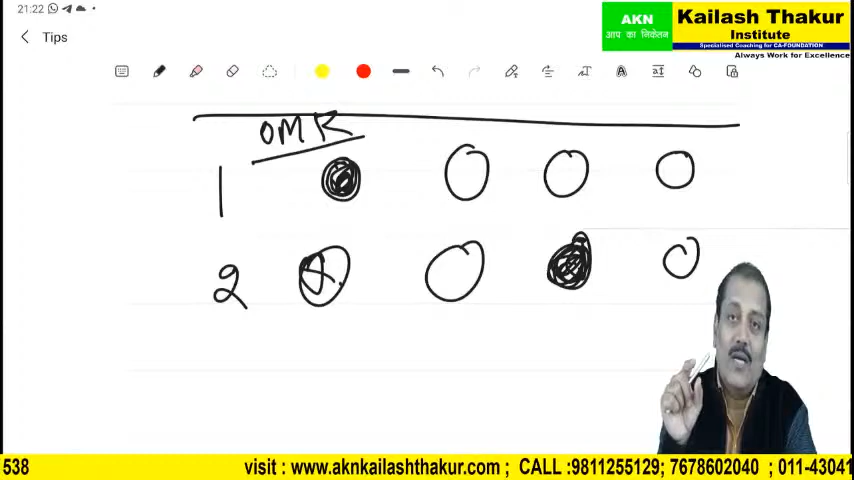 21:22
Tips
AKN
आप का निकेतन
Kailash Thakur
Institute
Specialised Coaching for CA-FOUNDATION
Always Work for Excellence
OMR
1
2
538
visit : www.aknkailashthakur.com ; CALL :9811255129; 7678602040 ; 011-43041